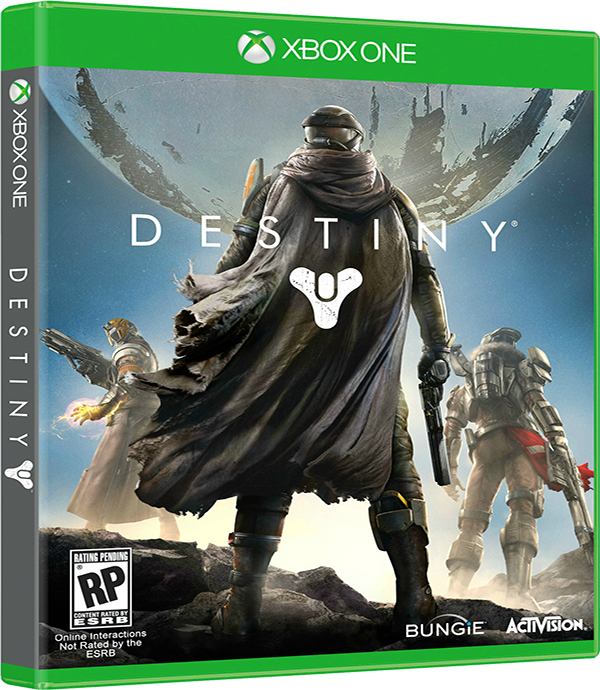 XBOX ONE
XBOX ONE
DESTINY
DESTINY®
RATING PENDING
RP
CONTENT RATED BY
ESRB
Online Interactions
Not Rated by the
ESRB
BUNGiE
ACTIVISION.